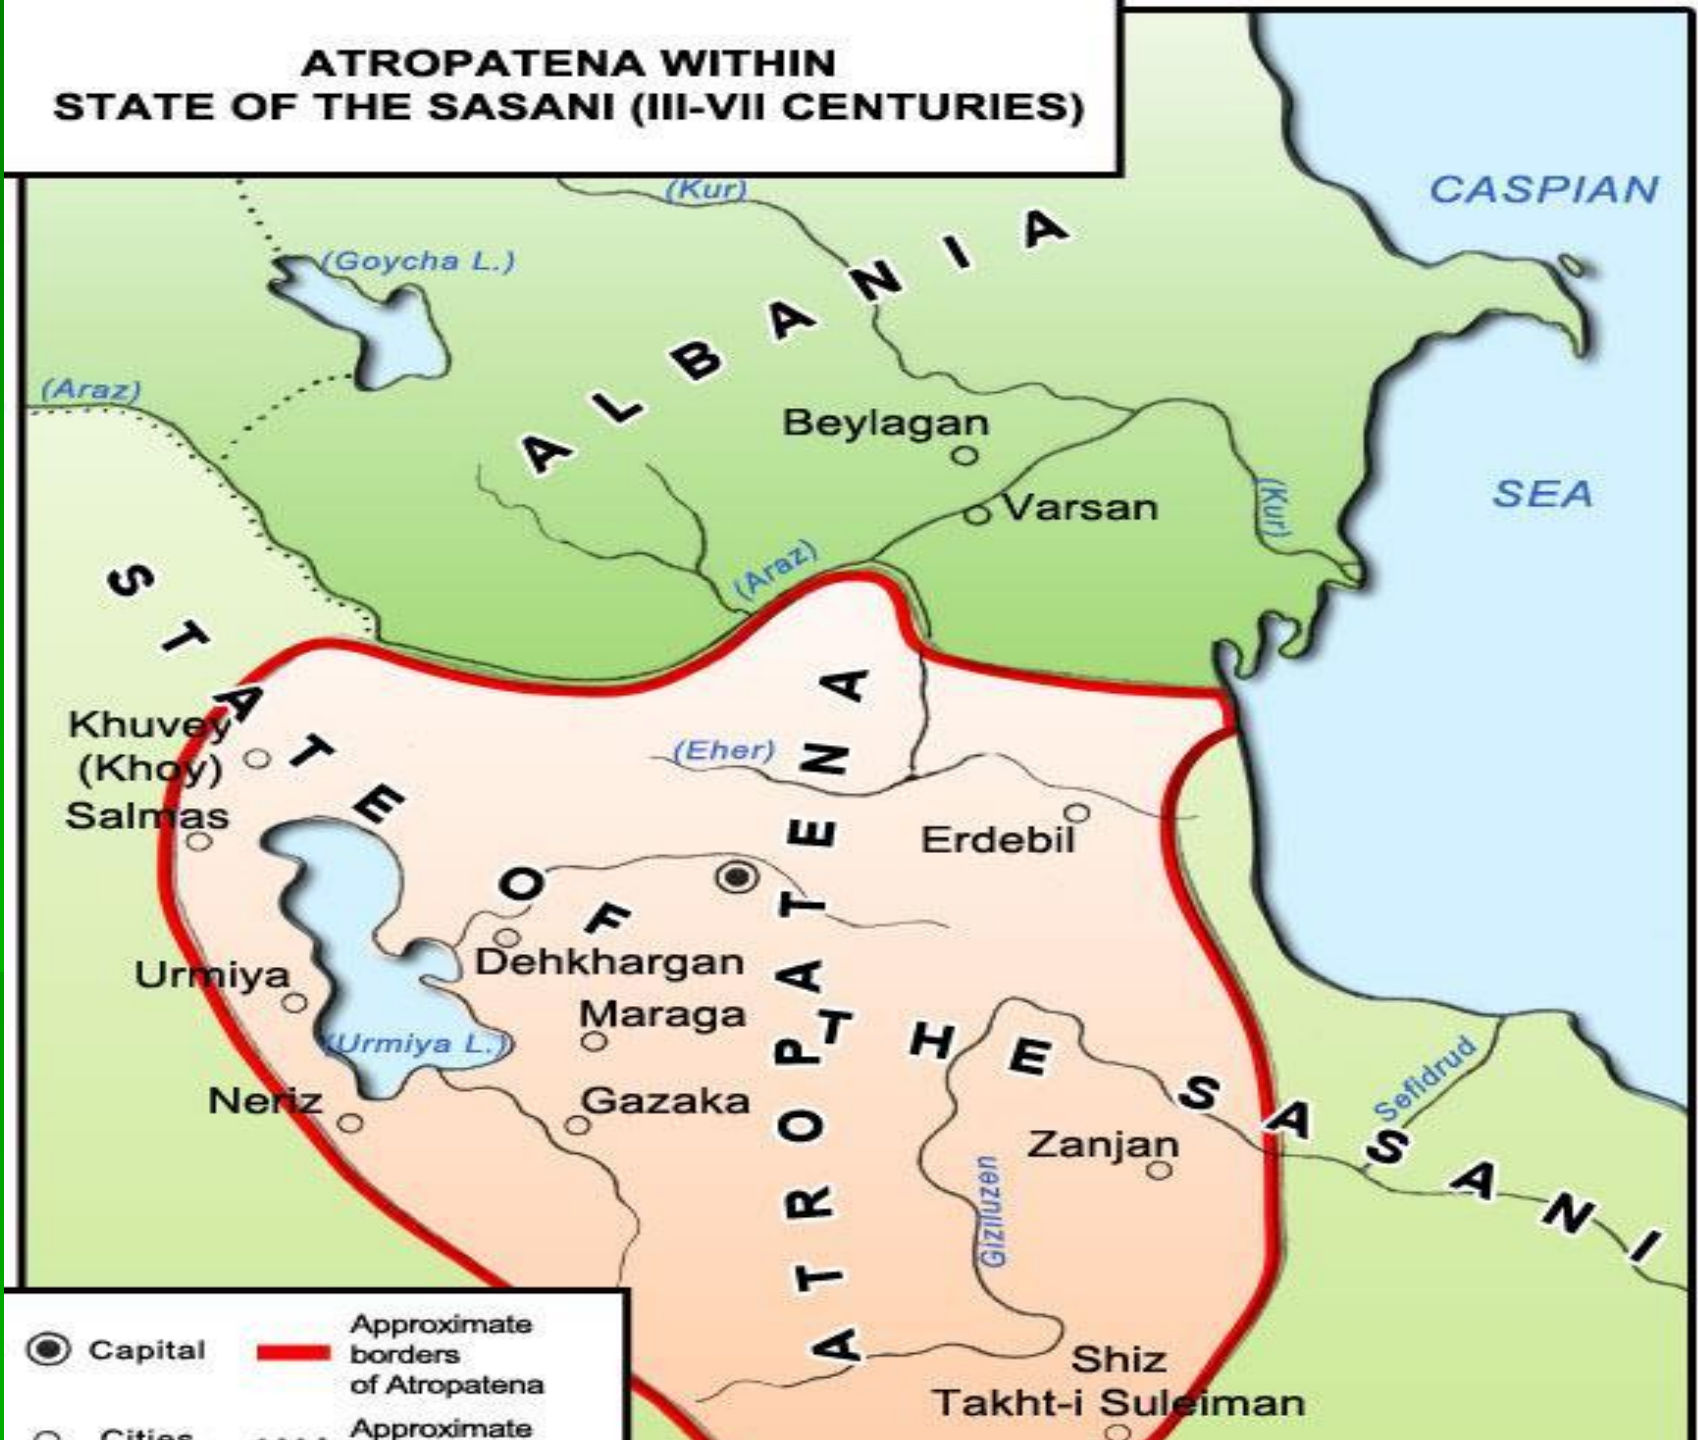 ATROPATENA WITHIN
STATE OF THE SASANI (III-VII CENTURIES)
(Kur)
CASPIAN
(Goycha L.)
ALBANIA
(Araz)
Beylagan
SEA
Varsan
(Kur)
(Araz)
STATE OF THE SASANI
ATROPATENA
Khuvey
(Khoy)
(Eher)
Salmas
Erdebil
Dehkhargan
Urmiya
Maraga
(Urmiya L.)
Sefidrud
Neriz
Gazaka
Zanjan
Giziluzen
Shiz
Takht-i Suleiman
Capital
Approximate
borders
of Atropatena
Cities
Approximate